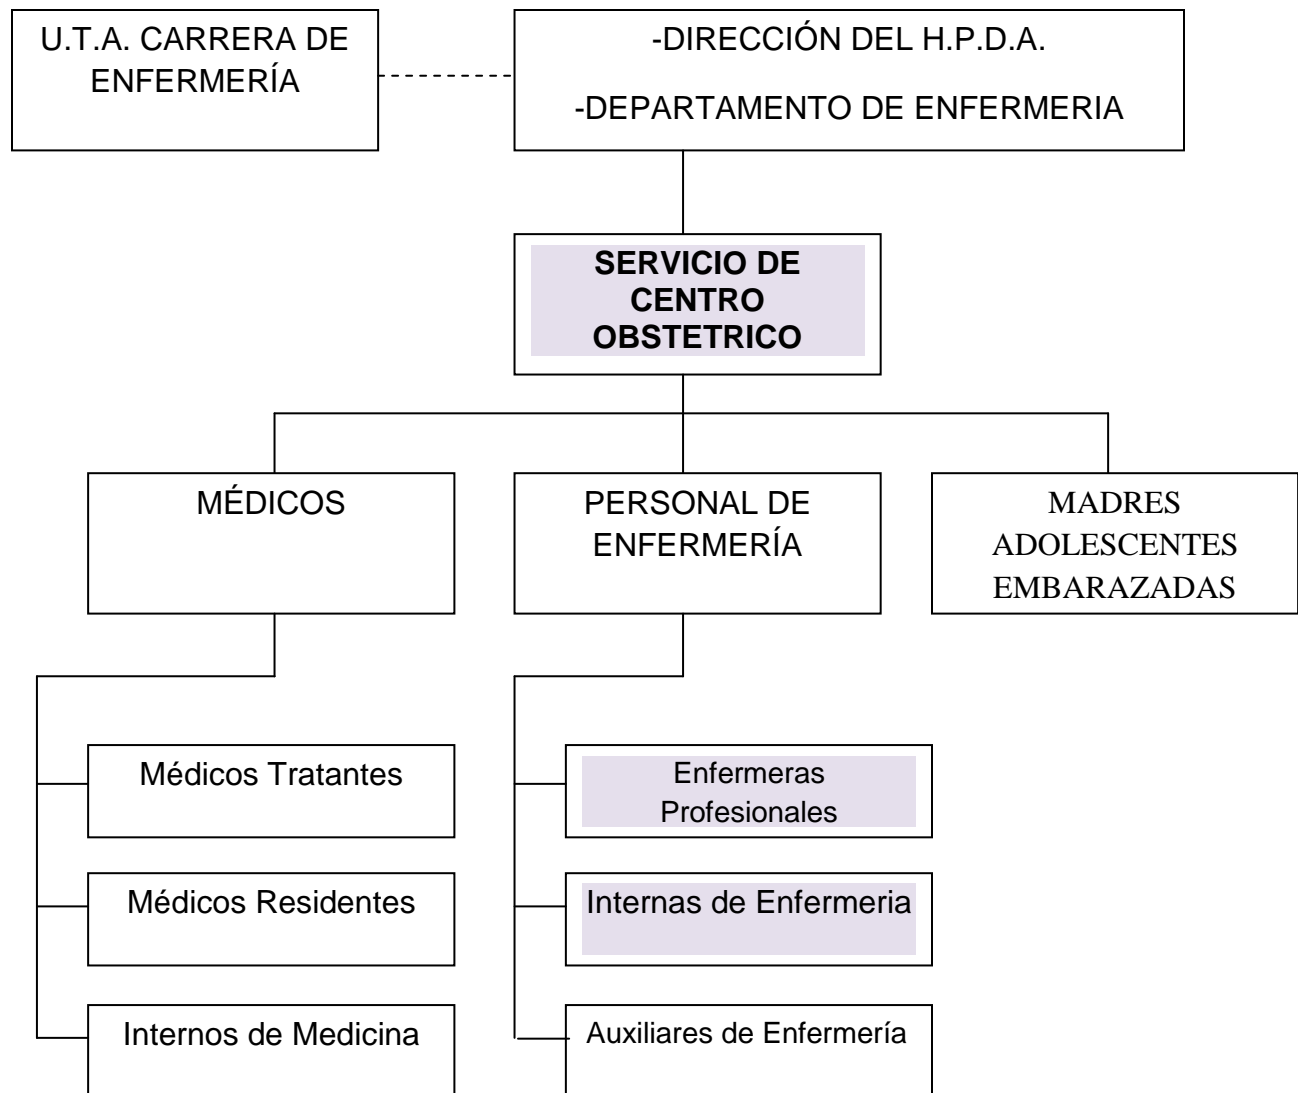 U.T.A. CARRERA DE
ENFERMERÍA
-DIRECCIÓN DEL H.P.D.A.
-DEPARTAMENTO DE ENFERMERIA
SERVICIO DE
CENTRO
OBSTETRICO
MÉDICOS
PERSONAL DE
ENFERMERÍA
MADRES
ADOLESCENTES
EMBARAZADAS
Médicos Tratantes
Médicos Residentes
Internos de Medicina
Enfermeras
Profesionales
Internas de Enfermeria
Auxiliares de Enfermería